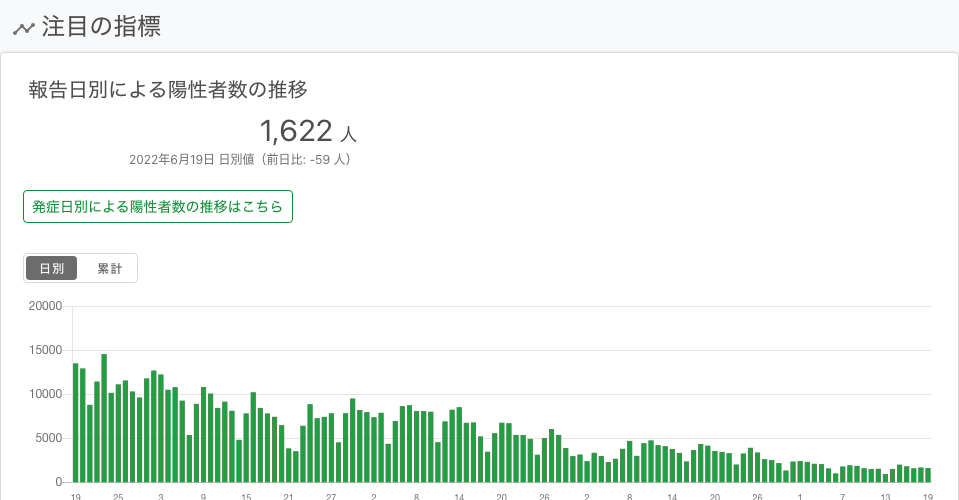 注目の指標
報告日別による陽性者数の推移
1,622 人
2022年6月19日 日別値（前日比: -59 人）
発症日別による陽性者数の推移はこちら
日別 累計
20000
15000
10000
5000
0
19 25 3 9 15 21 27 2 8 14 20 26 2 8 14 20 26 1 7 13 19